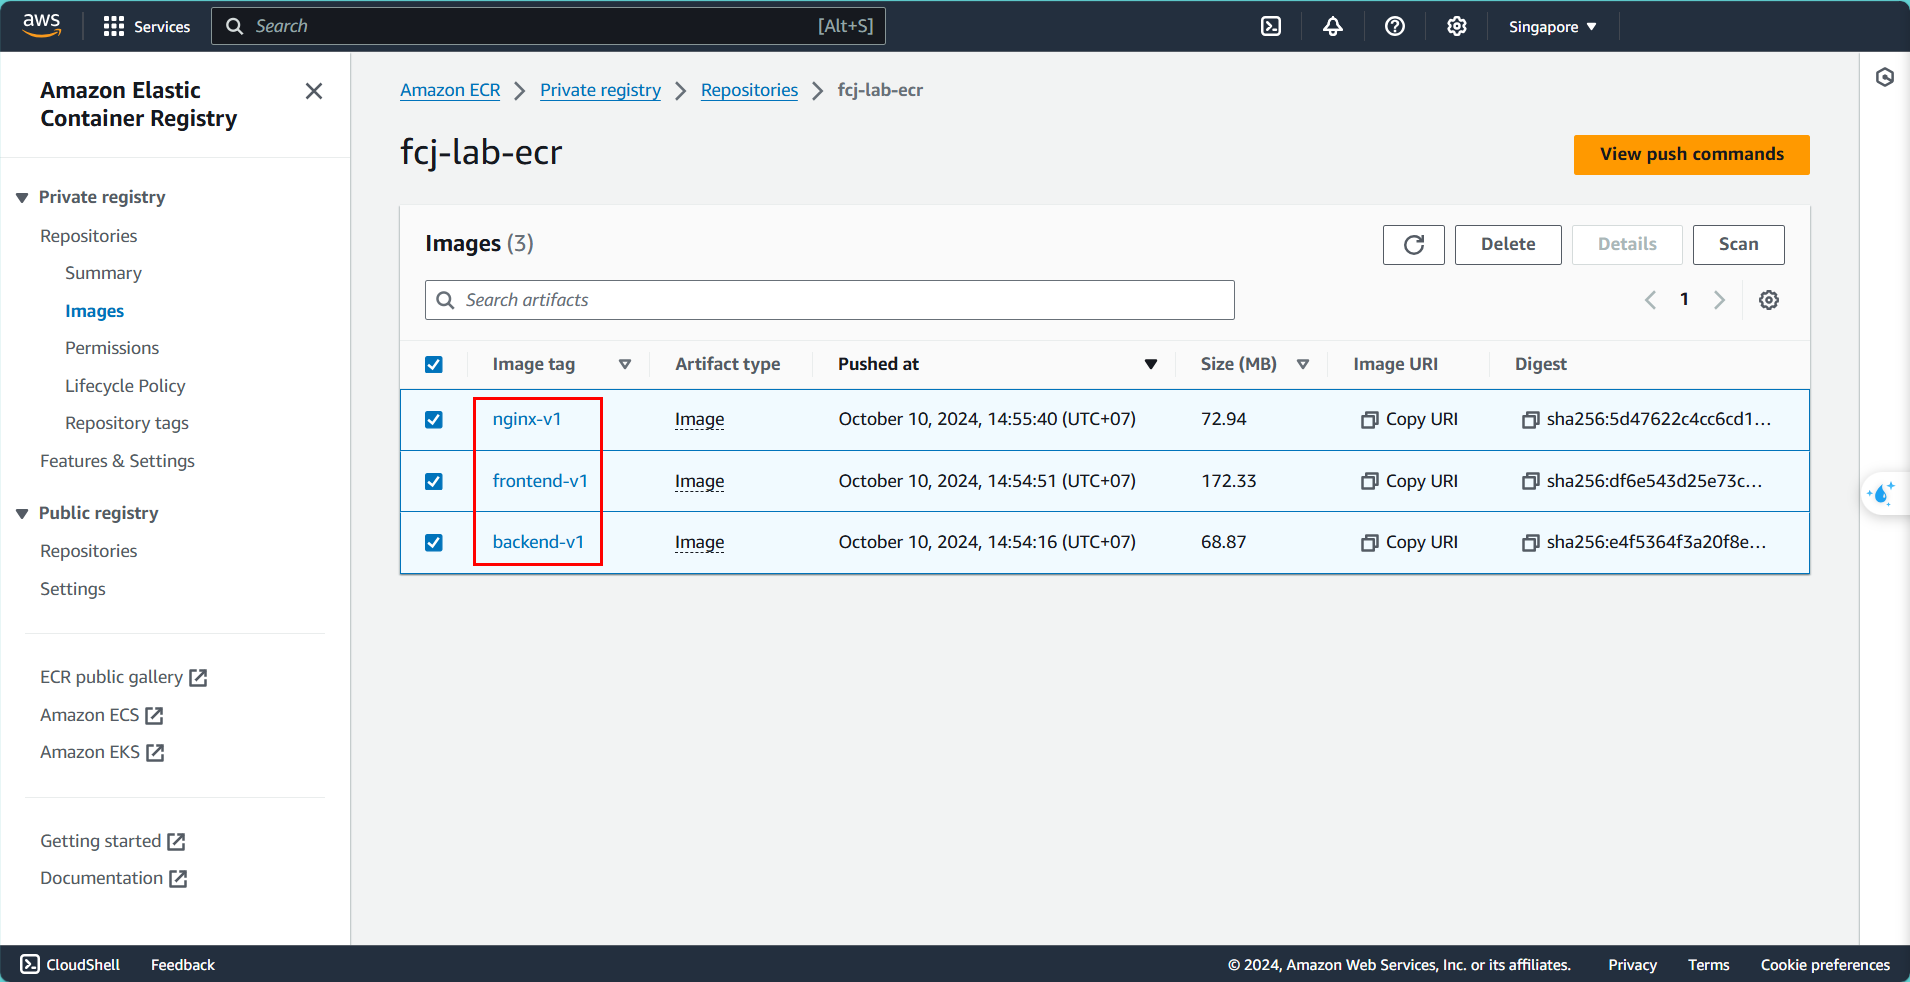 aws Services Search [Alt+S] Singapore
Amazon Elastic
Container Registry
Private registry
Repositories
Summary
Images
Permissions
Lifecycle Policy
Repository tags
Features & Settings
Public registry
Repositories
Settings
ECR public gallery
Amazon ECS
Amazon EKS
Getting started
Documentation
Amazon ECR Private registry Repositories fcj-lab-ecr
fcj-lab-ecr
View push commands
Images (3)
Delete Details Scan
Search artifacts
1
Image tag Artifact type Pushed at Size (MB) Image URI Digest
nginx-v1 Image October 10, 2024, 14:55:40 (UTC+07) 72.94 Copy URI sha256:5d47622c4cc6cd1...
frontend-v1 Image October 10, 2024, 14:54:51 (UTC+07) 172.33 Copy URI sha256:df6e543d25e73c...
backend-v1 Image October 10, 2024, 14:54:16 (UTC+07) 68.87 Copy URI sha256:e4f5364f3a20f8e...
CloudShell Feedback © 2024, Amazon Web Services, Inc. or its affiliates. Privacy Terms Cookie preferences